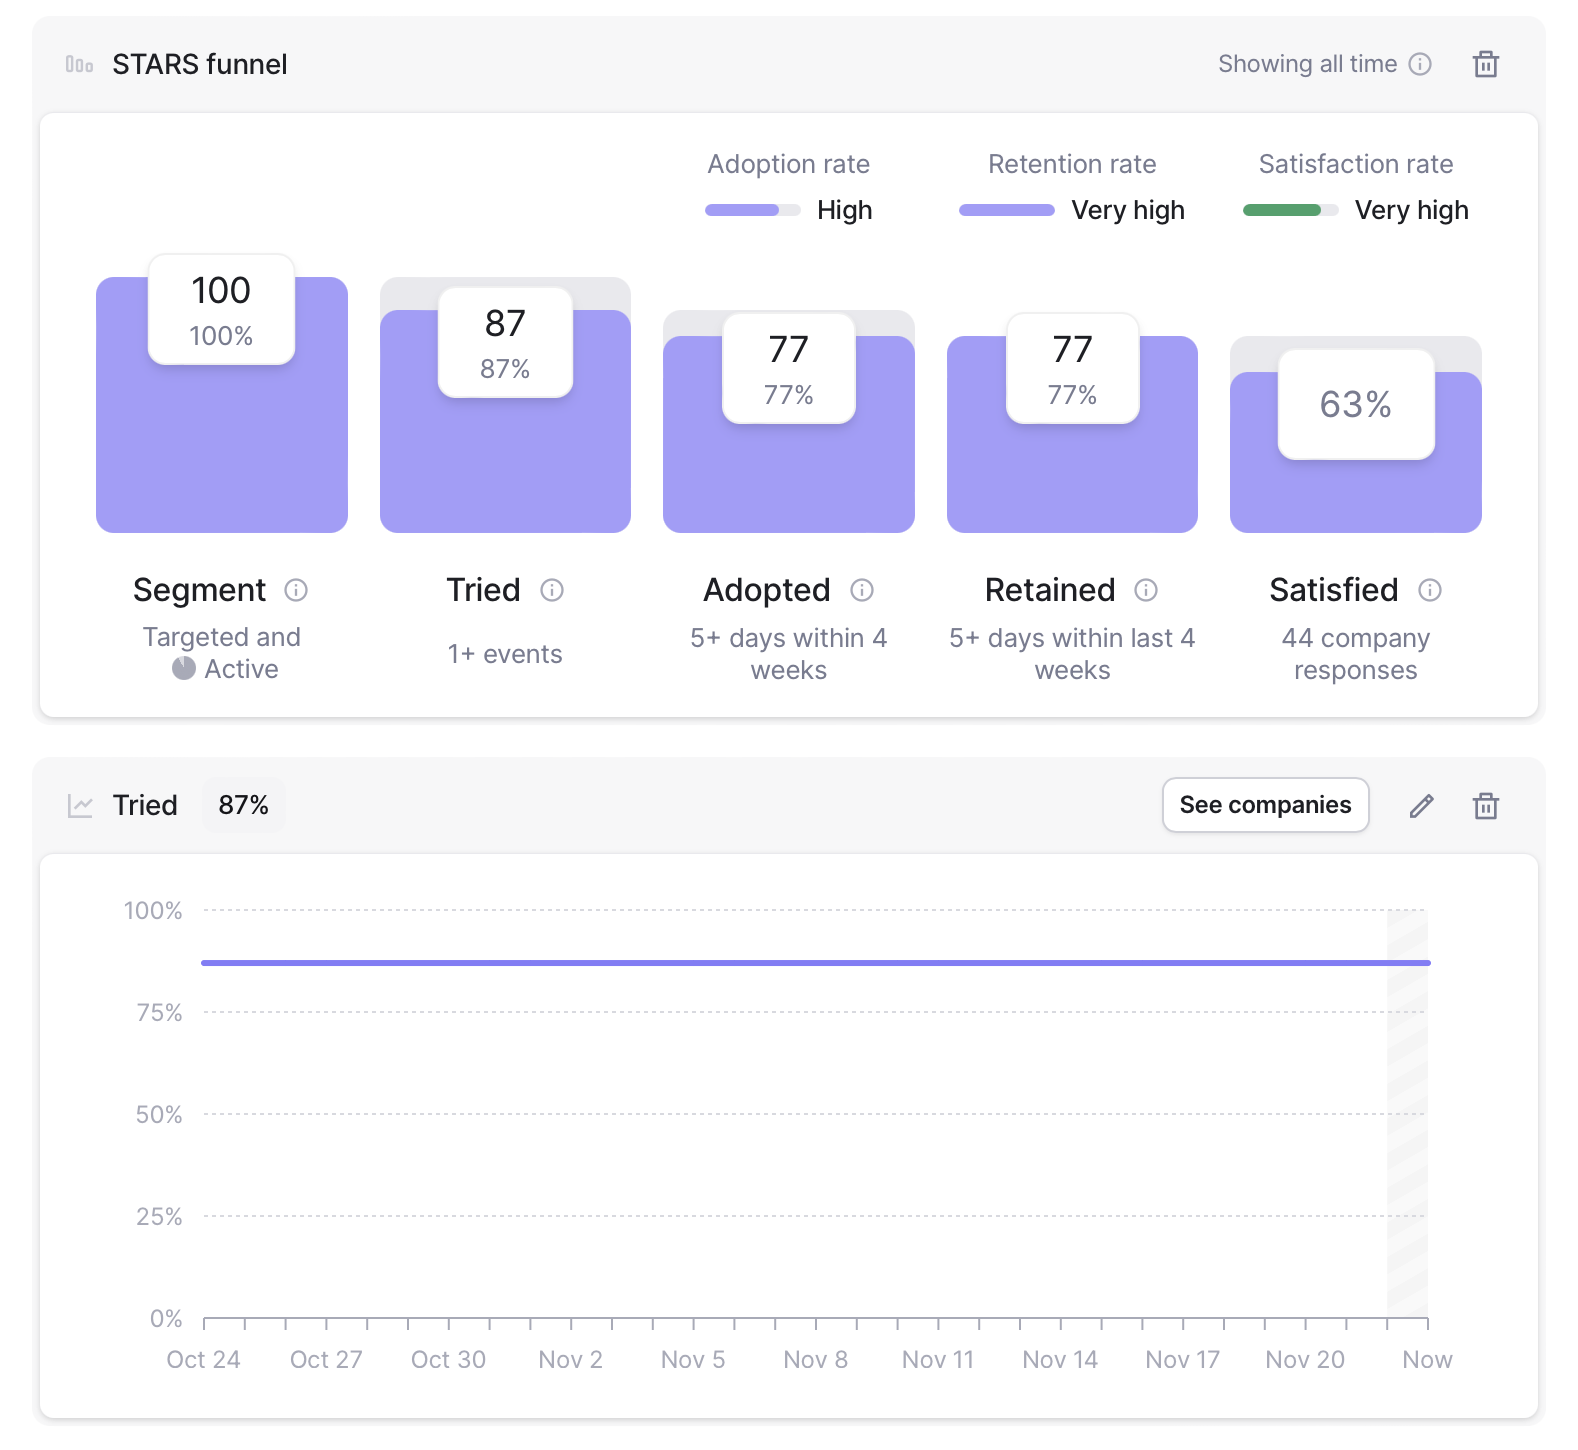 STARS funnel
Showing all time
Adoption rate
High
Retention rate
Very high
Satisfaction rate
Very high
100
100%
87
87%
77
77%
77
77%
63%
Segment
Targeted and
Active
Tried
1+ events
Adopted
5+ days within 4
weeks
Retained
5+ days within last 4
weeks
Satisfied
44 company
responses
Tried
87%
See companies
100%
75%
50%
25%
0%
Oct 24
Oct 27
Oct 30
Nov 2
Nov 5
Nov 8
Nov 11
Nov 14
Nov 17
Nov 20
Now